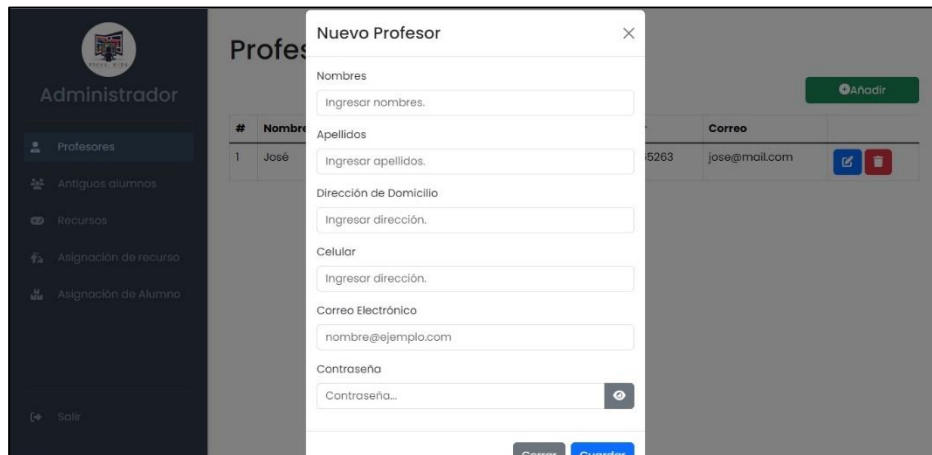 Administrador
Profesores
Antiguos alumnos
Recursos
Asignación de recurso
Asignación de Alumno
Salir
Profes
Añadir
# Nombre Correo
1 José 65263 jose@mail.com
Nuevo Profesor
Nombres
Ingresar nombres.
Apellidos
Ingresar apellidos.
Dirección de Domicilio
Ingresar dirección.
Celular
Ingresar dirección.
Correo Electrónico
nombre@ejemplo.com
Contraseña
Contraseña...
Cerrar Guardar